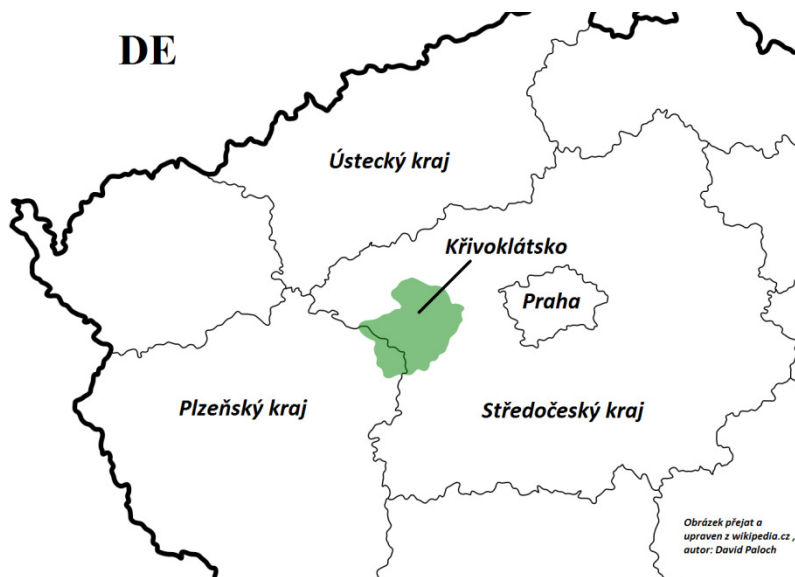 DE
Ústecký kraj
Křivoklátsko
Praha
Plzeňský kraj
Středočeský kraj
Obrázek přejat a
upraven z wikipedia.cz ,
autor: David Paloch